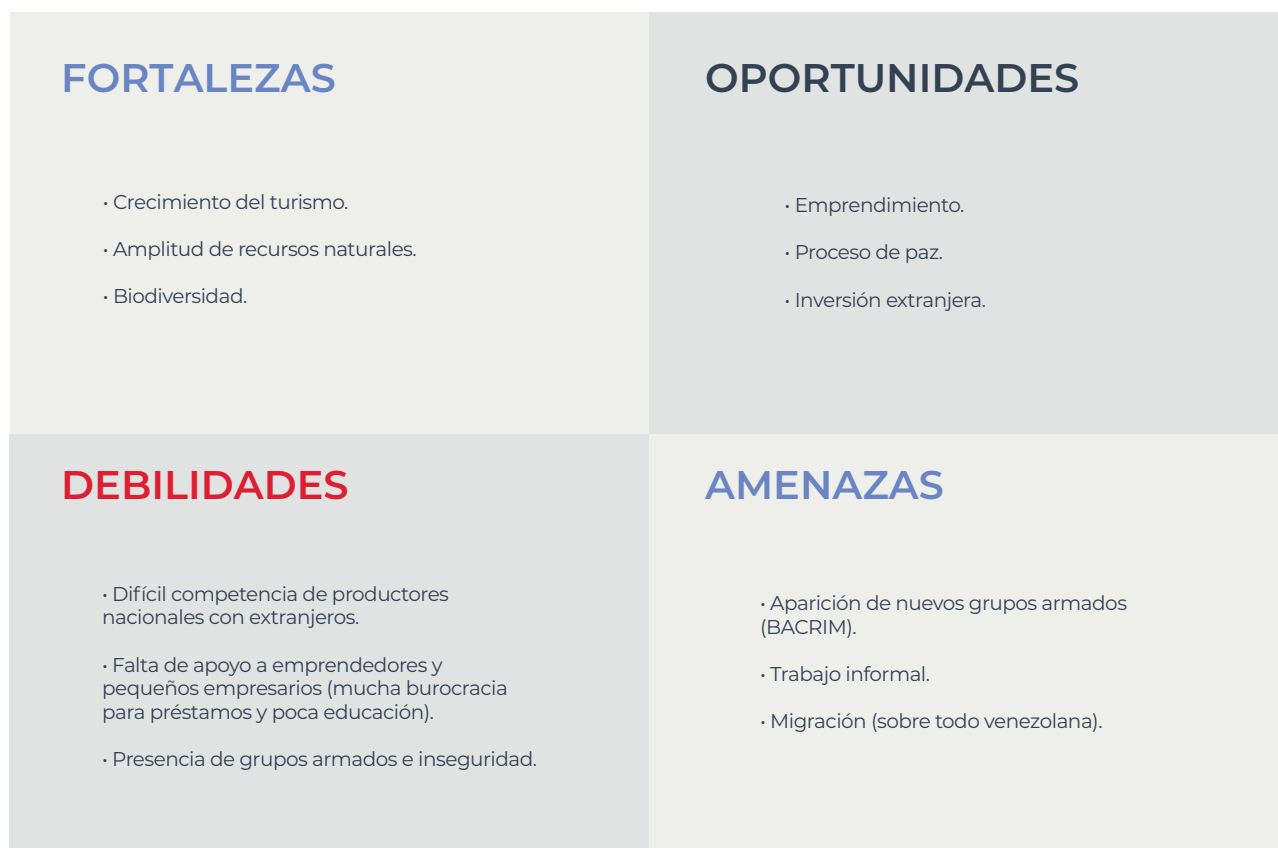 FORTALEZAS
• Crecimiento del turismo.
• Amplitud de recursos naturales.
• Biodiversidad.
OPORTUNIDADES
• Emprendimiento.
• Proceso de paz.
• Inversión extranjera.
DEBILIDADES
• Difícil competencia de productores
nacionales con extranjeros.
• Falta de apoyo a emprendedores y
pequeños empresarios (mucha burocracia
para préstamos y poca educación).
• Presencia de grupos armados e inseguridad.
AMENAZAS
• Aparición de nuevos grupos armados
(BACRIM).
• Trabajo informal.
• Migración (sobre todo venezolana).